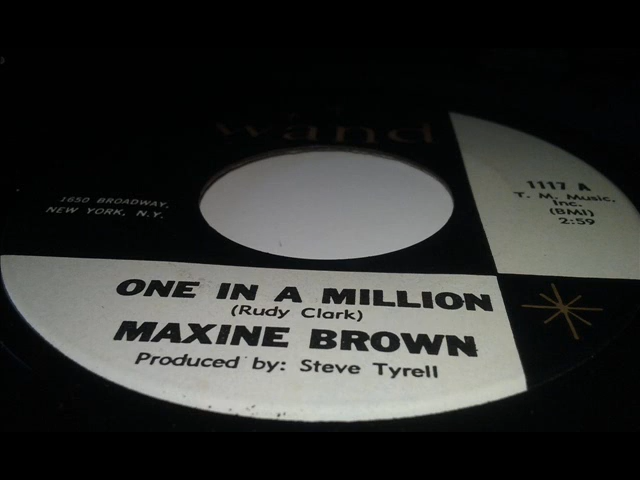 wand
1650 BROADWAY,
NEW YORK, N.Y.
1117 A
T. M. Music,
Inc.
(BMI)
2:59
ONE IN A MILLION
(Rudy Clark)
MAXINE BROWN
Produced by: Steve Tyrell